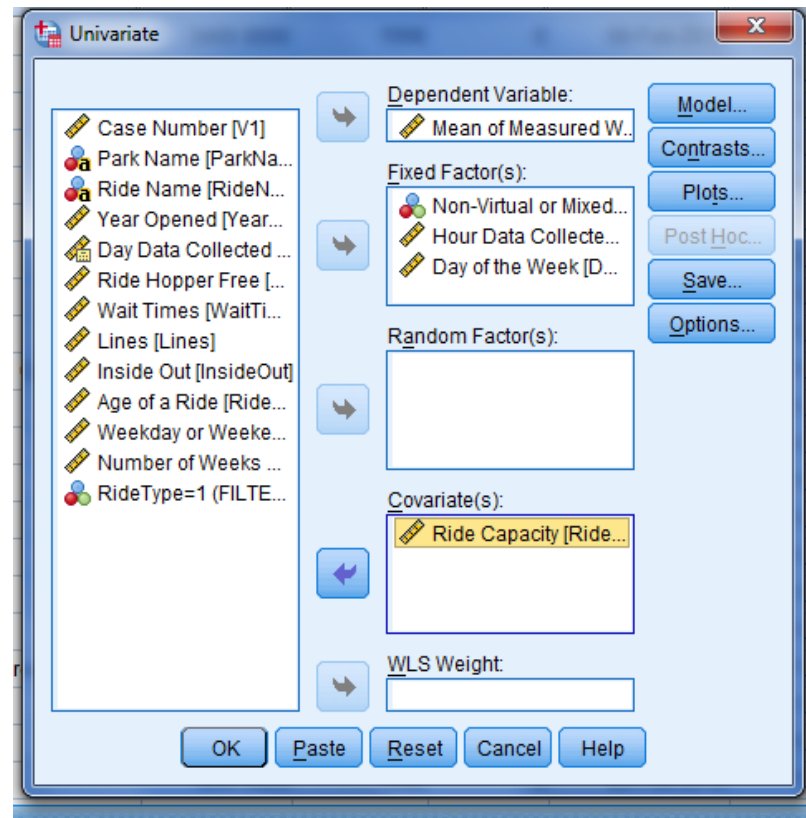 Univariate
Case Number [V1]
Park Name [ParkNa...
Ride Name [RideN...
Year Opened [Year...
Day Data Collected ...
Ride Hopper Free [...
Wait Times [WaitTi...
Lines [Lines]
Inside Out [InsideOut]
Age of a Ride [Ride...
Weekday or Weeke...
Number of Weeks ...
RideType=1 (FILTE...
Dependent Variable:
Mean of Measured W..
Fixed Factor(s):
Non-Virtual or Mixed...
Hour Data Collecte...
Day of the Week [D...
Random Factor(s):
Covariate(s):
Ride Capacity [Ride...
WLS Weight:
Model...
Contrasts...
Plots...
Post Hoc...
Save...
Options...
OK
Paste
Reset
Cancel
Help